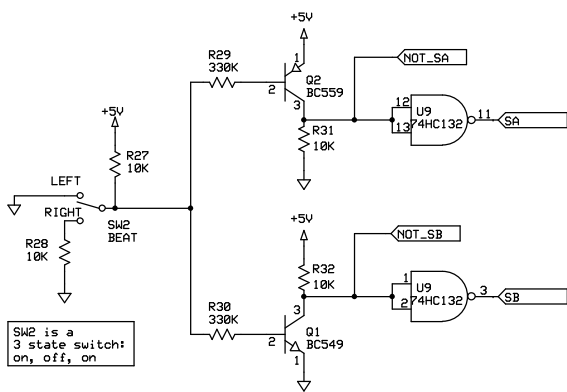 +5V
+5V
R29
330K
1
2
3
Q2
BC559
NOT_SA
12
13
U9
74HC132
11
SA
R31
10K
R27
10K
LEFT
RIGHT
SW2
BEAT
R28
10K
+5V
NOT_SB
R32
10K
1
2
U9
74HC132
3
SB
R30
330K
3
2
1
Q1
BC549
SW2 is a
3 state switch:
on, off, on